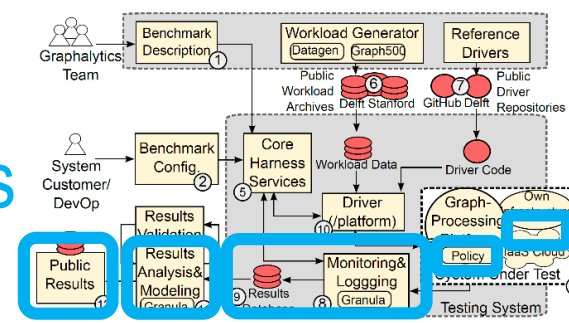 Benchmark
Description
1
Graphalytics
Team
Workload Generator
Datagen
Graph500
Reference
Drivers
Public
Workload
Archives
6
Delft Stanford
7
GitHub Delft
Public
Driver
Repositories
System
Customer/
DevOp
Benchmark
Config.
2
Core
Harness
Services
5
Workload Data
Driver Code
Driver
(/platform)
10
Graph-
Processing
Own
Policy
Cloud
System Under Test
Results
Validation
Results
Analysis&
Modeling
Granula
Public
Results
9
Results
Database
Monitoring&
Loggging
8
Granula
Testing System
S